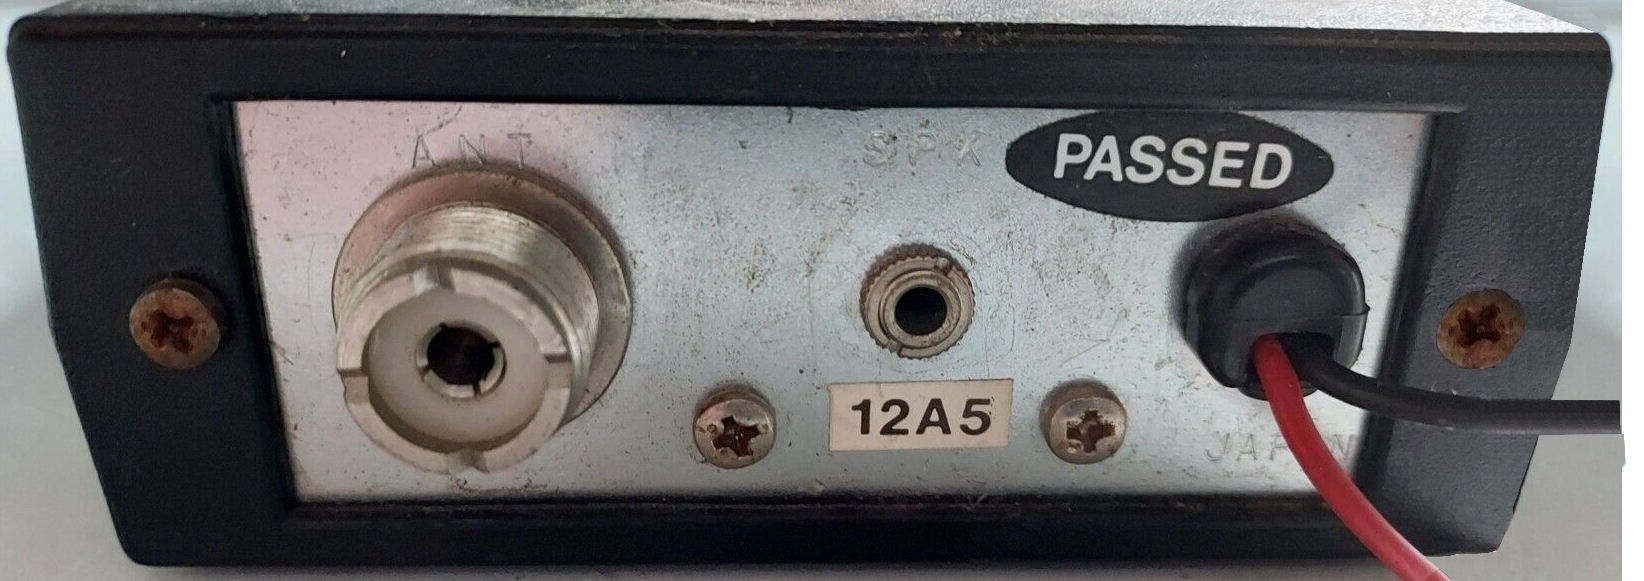 ANT
SPK
PASSED
12A5
JAPAN